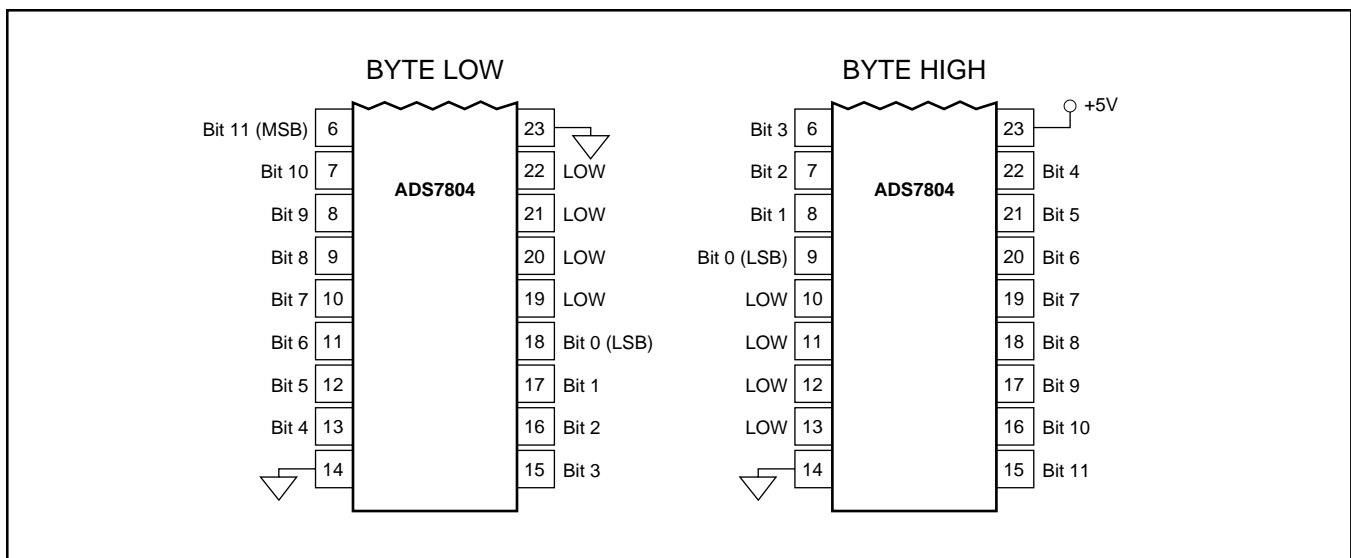 BYTE LOW
Bit 11 (MSB) 6 23
Bit 10 7 22 LOW
ADS7804
Bit 9 8 21 LOW
Bit 8 9 20 LOW
Bit 7 10 19 LOW
Bit 6 11 18 Bit 0 (LSB)
Bit 5 12 17 Bit 1
Bit 4 13 16 Bit 2
14 15 Bit 3
BYTE HIGH
+5V
Bit 3 6 23
Bit 2 7 22 Bit 4
ADS7804
Bit 1 8 21 Bit 5
Bit 0 (LSB) 9 20 Bit 6
LOW 10 19 Bit 7
LOW 11 18 Bit 8
LOW 12 17 Bit 9
LOW 13 16 Bit 10
14 15 Bit 11